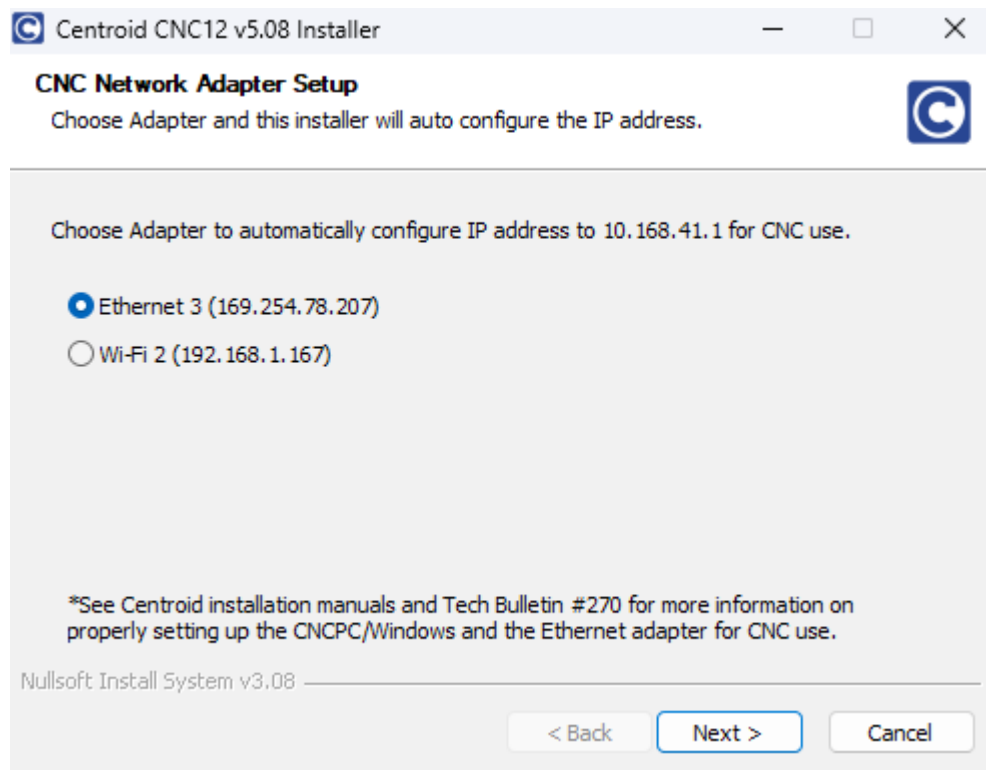 Centroid CNC12 v5.08 Installer
CNC Network Adapter Setup
Choose Adapter and this installer will auto configure the IP address.
Choose Adapter to automatically configure IP address to 10.168.41.1 for CNC use.
Ethernet 3 (169.254.78.207)
Wi-Fi 2 (192.168.1.167)
*See Centroid installation manuals and Tech Bulletin #270 for more information on
properly setting up the CNCPC/Windows and the Ethernet adapter for CNC use.
Nullsoft Install System v3.08
< Back Next > Cancel